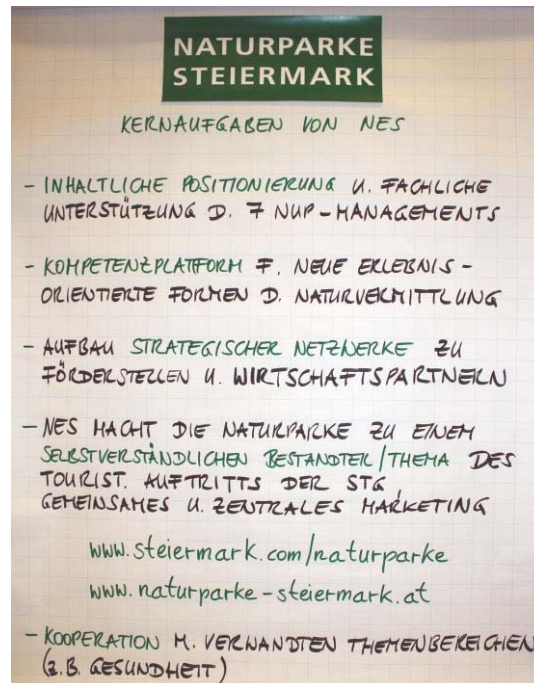 NATURPARKE
STEIERMARK
KERNAUFGABEN VON NES
- INHALTLICHE POSITIONIERUNG U. FACHLICHE
UNTERSTÜTZUNG D. 7 NUP-MANAGEMENTS
- KOMPETENZPLATTFORM F. NEUE ERLEBNIS-
ORIENTIERTE FORMEN D. NATURVERMITTLUNG
- AUFBAU STRATEGISCHER NETZWERKE ZU
FÖRDERSTELLEN U. WIRTSCHAFTSPARTNERN
- NES MACHT DIE NATURPARKE ZU EINEM
SELBSTVERSTÄNDLICHEN BESTANDTEIL/THEMA DES
TOURIST. AUFTRITTS DER STG,
GEMEINSAMES U. ZENTRALES MARKETING
www.steiermark.com/naturparke
www.naturparke-steiermark.at
- KOOPERATION M. VERWANDTEN THEMENBEREICHEN
(z.B. GESUNDHEIT)